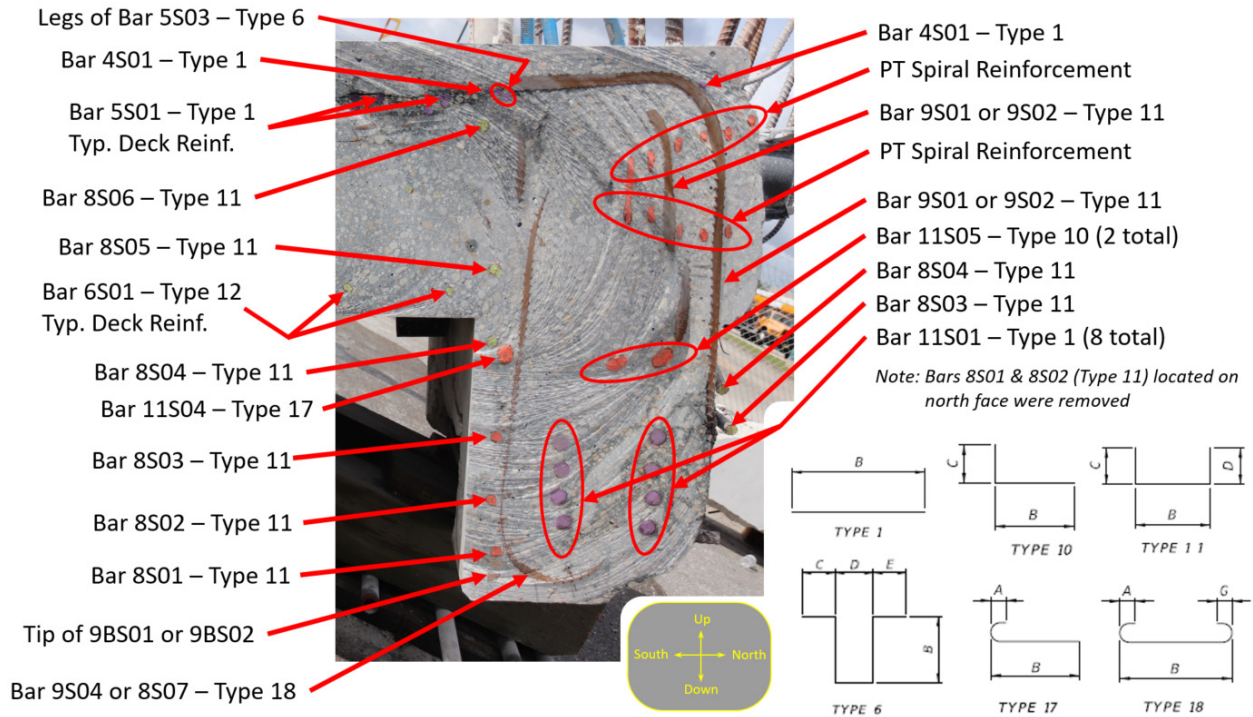 Legs of Bar 5S03 – Type 6
Bar 4S01 – Type 1
Bar 5S01 – Type 1
Typ. Deck Reinf.
Bar 8S06 – Type 11
Bar 8S05 – Type 11
Bar 6S01 – Type 12
Typ. Deck Reinf.
Bar 8S04 – Type 11
Bar 11S04 – Type 17
Bar 8S03 – Type 11
Bar 8S02 – Type 11
Bar 8S01 – Type 11
Tip of 9BS01 or 9BS02
Bar 9S04 or 8S07 – Type 18
Bar 4S01 – Type 1
PT Spiral Reinforcement
Bar 9S01 or 9S02 – Type 11
PT Spiral Reinforcement
Bar 9S01 or 9S02 – Type 11
Bar 11S05 – Type 10 (2 total)
Bar 8S04 – Type 11
Bar 8S03 – Type 11
Bar 11S01 – Type 1 (8 total)
Note: Bars 8S01 & 8S02 (Type 11) located on
north face were removed
Up
South
North
Down
B
TYPE 1
C
B
TYPE 10
C
D
B
TYPE 11
C
D
E
B
TYPE 6
A
B
TYPE 17
A
G
B
TYPE 18